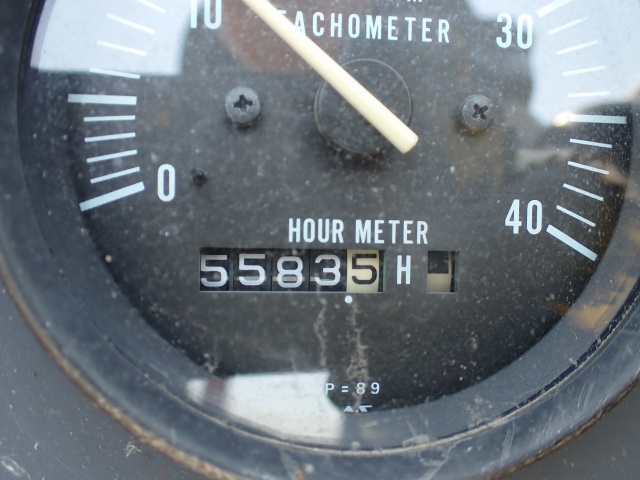 10 TACHOMETER 30
0
40
HOUR METER
55835 H
P=89